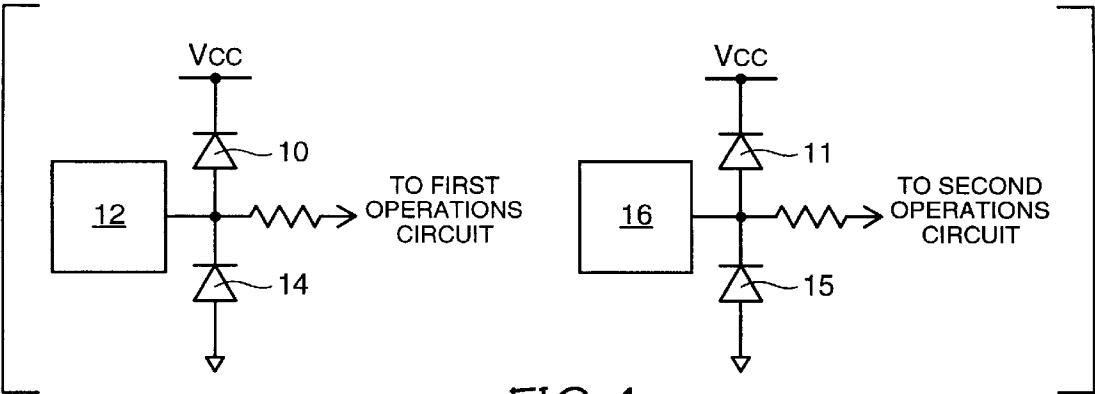 Vcc
10
12
TO FIRST
OPERATIONS
CIRCUIT
14
Vcc
11
16
TO SECOND
OPERATIONS
CIRCUIT
15